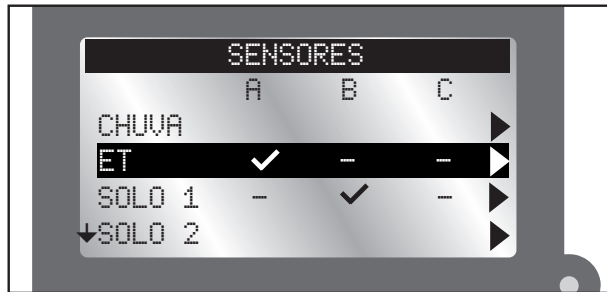 SENSORES
A B C
CHUVA
ET ✓ – –
SOLO 1 – ✓ –
SOLO 2